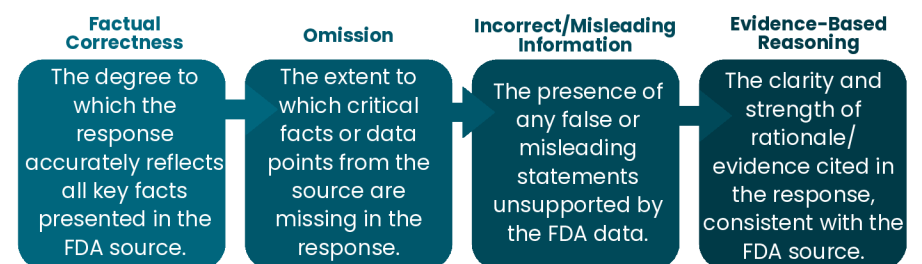 Factual
Correctness
The degree to
which the
response
accurately reflects
all key facts
presented in the
FDA source.
Omission
The extent to
which critical
facts or data
points from the
source are
missing in the
response.
Incorrect/Misleading
Information
The presence of
any false or
misleading
statements
unsupported by
the FDA data.
Evidence-Based
Reasoning
The clarity and
strength of
rationale/
evidence cited in
the response,
consistent with the
FDA source.